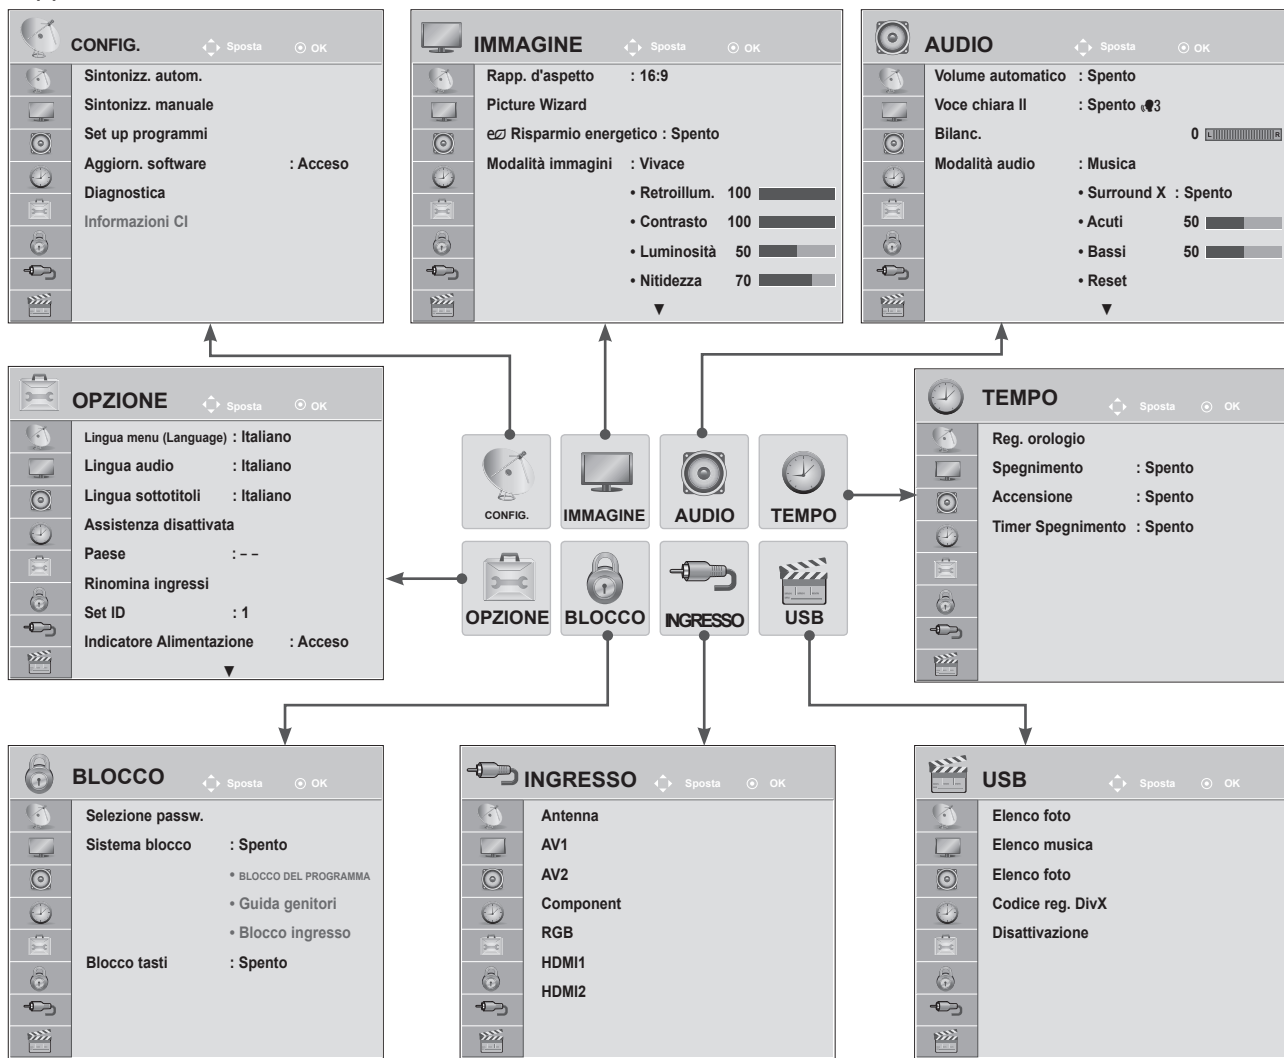 CONFIG. Sposta OK
Sintonizz. autom.
Sintonizz. manuale
Set up programmi
Aggiorn. software : Acceso
Diagnostica
Informazioni CI
IMMAGINE Sposta OK
Rapp. d'aspetto : 16:9
Picture Wizard
e Risparmio energetico : Spento
Modalità immagini : Vivace
• Retroillum. 100
• Contrasto 100
• Luminosità 50
• Nitidezza 70
▼
AUDIO Sposta OK
Volume automatico : Spento
Voce chiara II : Spento 3
Bilanc. 0 L R
Modalità audio : Musica
• Surround X : Spento
• Acuti 50
• Bassi 50
• Reset
▼
OPZIONE Sposta OK
Lingua menu (Language) : Italiano
Lingua audio : Italiano
Lingua sottotitoli : Italiano
Assistenza disattivata
Paese : – –
Rinomina ingressi
Set ID : 1
Indicatore Alimentazione : Acceso
▼
CONFIG.
IMMAGINE
AUDIO
TEMPO
OPZIONE
BLOCCO
INGRESSO
USB
TEMPO Sposta OK
Reg. orologio
Spegnimento : Spento
Accensione : Spento
Timer Spegnimento : Spento
BLOCCO Sposta OK
Selezione passw.
Sistema blocco : Spento
• BLOCCO DEL PROGRAMMA
• Guida genitori
• Blocco ingresso
Blocco tasti : Spento
INGRESSO Sposta OK
Antenna
AV1
AV2
Component
RGB
HDMI1
HDMI2
USB Sposta OK
Elenco foto
Elenco musica
Elenco foto
Codice reg. DivX
Disattivazione